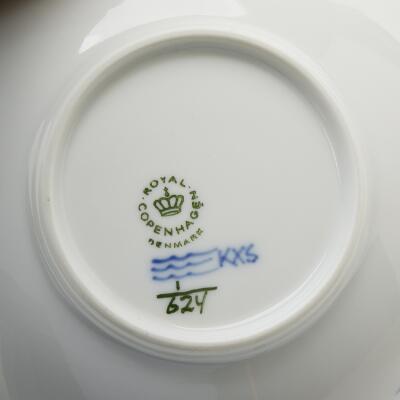 ROYAL
COPENHAGEN
DENMARK
KXS
1
624